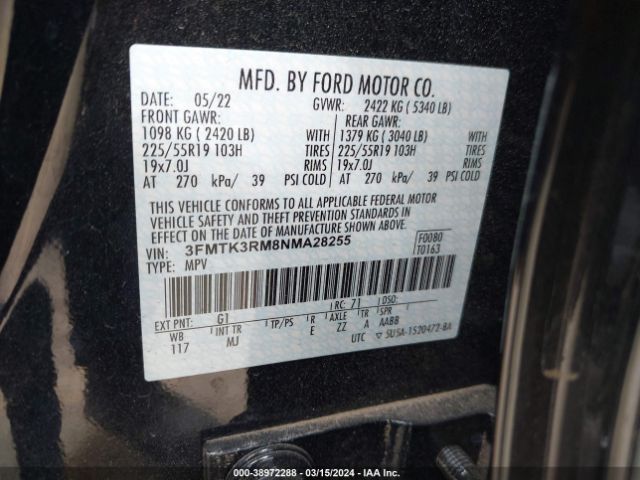 MFD. BY FORD MOTOR CO.
DATE: 05/22 GVWR: 2422 KG ( 5340 LB)
FRONT GAWR: REAR GAWR:
1098 KG ( 2420 LB) WITH 1379 KG ( 3040 LB) WITH
225/55R19 103H TIRES 225/55R19 103H TIRES
19x7.0J RIMS 19x7.0J RIMS
AT 270 kPa/ 39 PSI COLD AT 270 kPa/ 39 PSI COLD
THIS VEHICLE CONFORMS TO ALL APPLICABLE FEDERAL MOTOR
VEHICLE SAFETY AND THEFT PREVENTION STANDARDS IN
EFFECT ON THE DATE OF MANUFACTURE SHOWN ABOVE.
VIN: 3FMTK3RM8NMA28255 F0080
TYPE: MPV T0163
EXT PNT: G1 RC: 71 DSO:
WB INT TR TP/PS R AXLE TR SPR
117 MJ E ZZ A AABB
UTC ▽ 5U5A-1520472-BA
000-38972288 - 03/15/2024 - IAA Inc.